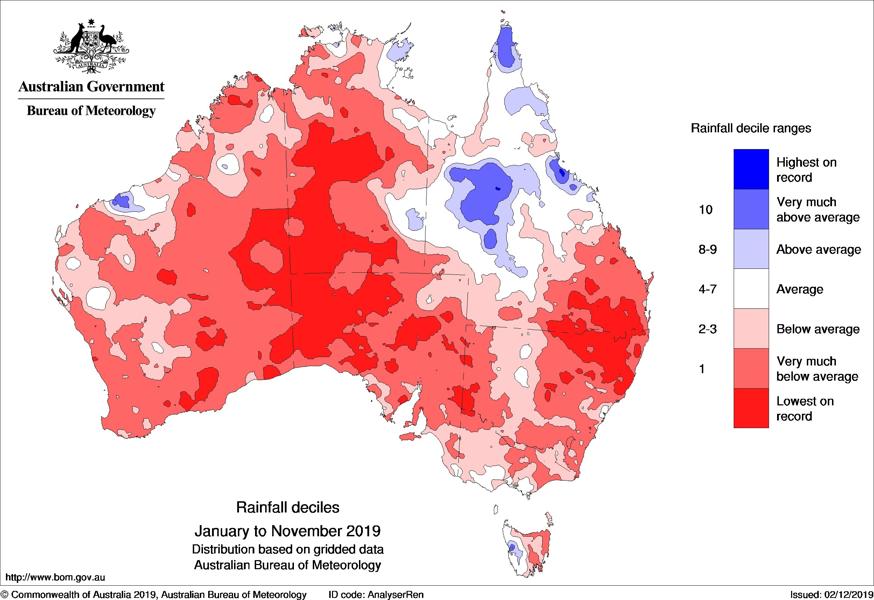 Australian Government
Bureau of Meteorology
Rainfall decile ranges
Highest on
record
10
Very much
above average
8-9
Above average
4-7
Average
2-3
Below average
1
Very much
below average
Lowest on
record
Rainfall deciles
January to November 2019
Distribution based on gridded data
Australian Bureau of Meteorology
http://www.bom.gov.au
© Commonwealth of Australia 2019, Australian Bureau of Meteorology ID code: AnalyserRen Issued: 02/12/2019